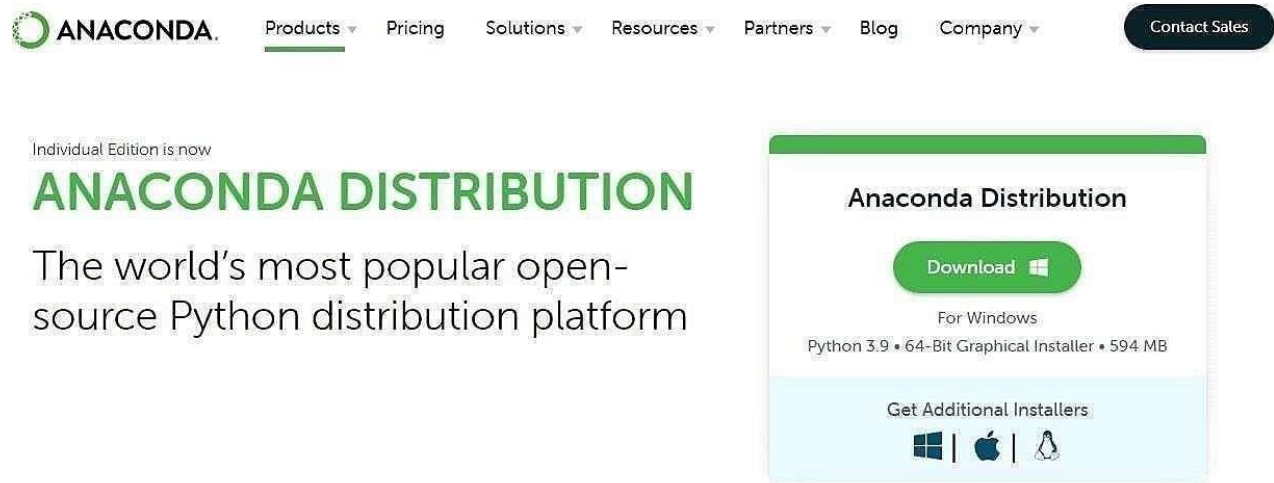 ANACONDA.
Products Pricing Solutions Resources Partners Blog Company Contact Sales
Individual Edition is now
ANACONDA DISTRIBUTION
The world's most popular open-
source Python distribution platform
Anaconda Distribution
Download
For Windows
Python 3.9 • 64-Bit Graphical Installer • 594 MB
Get Additional Installers